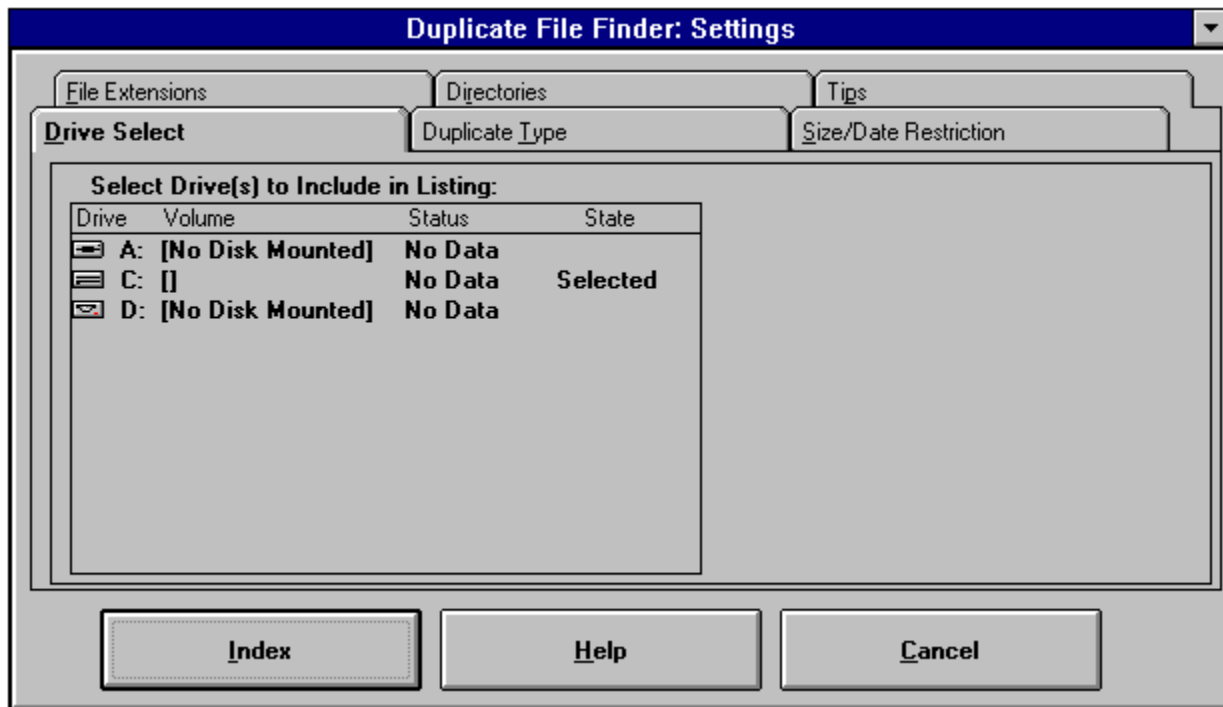 Duplicate File Finder: Settings
File Extensions Directories Tips
Drive Select Duplicate Type Size/Date Restriction
Select Drive(s) to Include in Listing:
Drive Volume Status State
A: [No Disk Mounted] No Data
C: [] No Data Selected
D: [No Disk Mounted] No Data
Index Help Cancel